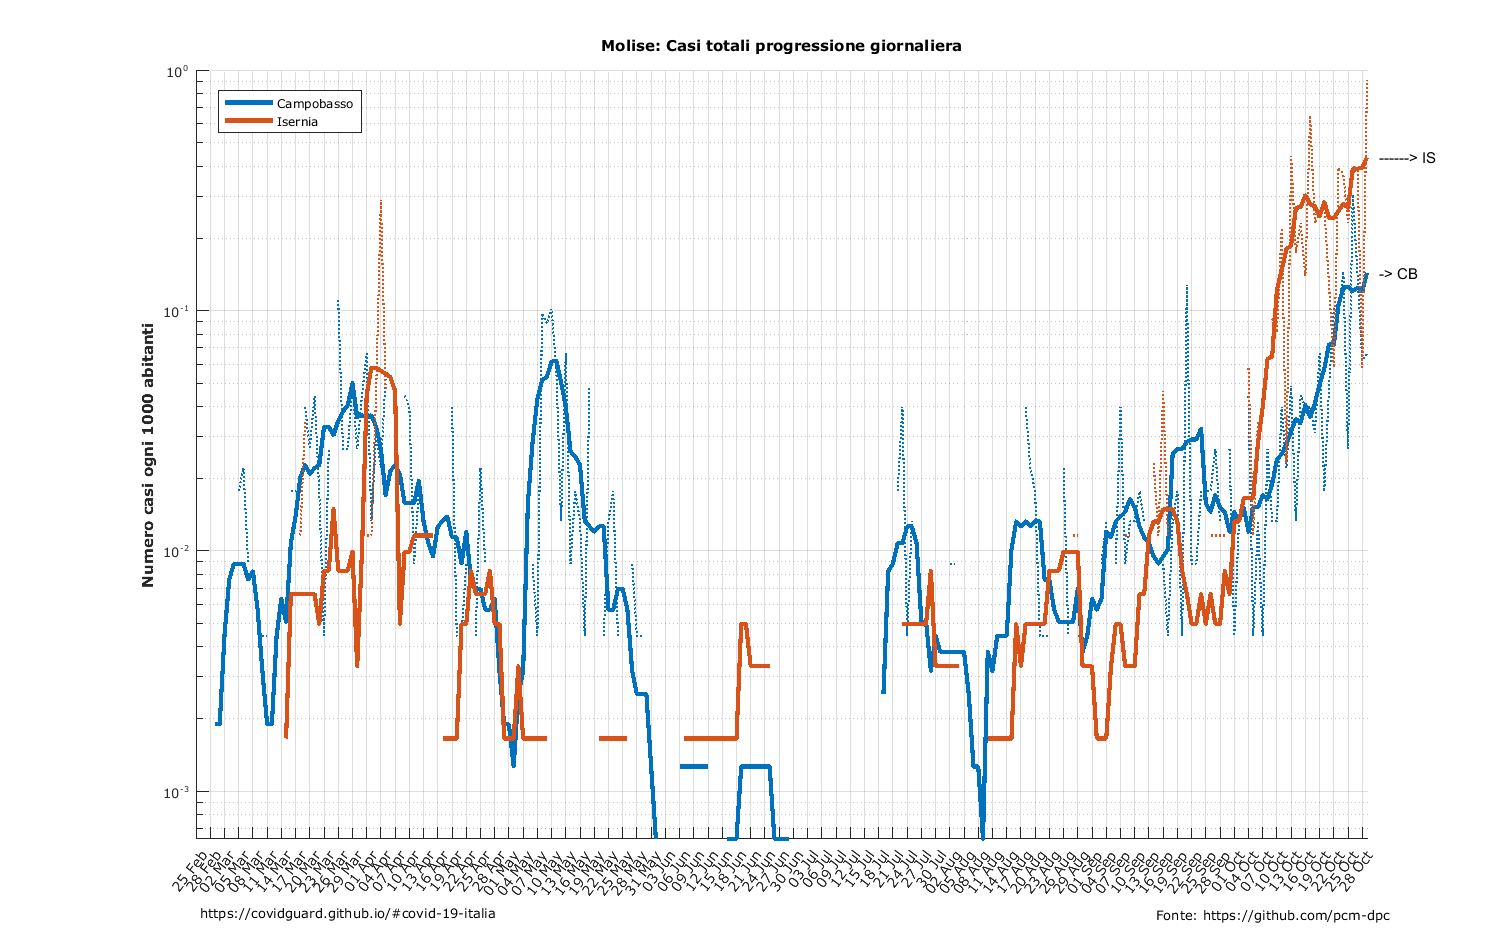 Molise: Casi totali progressione giornaliera
10⁰
Campobasso
Isernia
------> IS
-> CB
10⁻¹
10⁻²
10⁻³
Numero casi ogni 1000 abitanti
25 Feb
28 Feb
02 Mar
05 Mar
08 Mar
11 Mar
14 Mar
17 Mar
20 Mar
23 Mar
26 Mar
29 Mar
01 Apr
04 Apr
07 Apr
10 Apr
13 Apr
16 Apr
19 Apr
22 Apr
25 Apr
28 Apr
01 May
04 May
07 May
10 May
13 May
16 May
19 May
22 May
25 May
28 May
31 May
03 Jun
06 Jun
09 Jun
12 Jun
15 Jun
18 Jun
21 Jun
24 Jun
27 Jun
30 Jun
03 Jul
06 Jul
09 Jul
12 Jul
15 Jul
18 Jul
21 Jul
24 Jul
27 Jul
30 Jul
02 Aug
05 Aug
08 Aug
11 Aug
14 Aug
17 Aug
20 Aug
23 Aug
26 Aug
29 Aug
01 Sep
04 Sep
07 Sep
10 Sep
13 Sep
16 Sep
19 Sep
22 Sep
25 Sep
28 Sep
01 Oct
04 Oct
07 Oct
10 Oct
13 Oct
16 Oct
19 Oct
22 Oct
25 Oct
28 Oct
https://covidguard.github.io/#covid-19-italia
Fonte: https://github.com/pcm-dpc